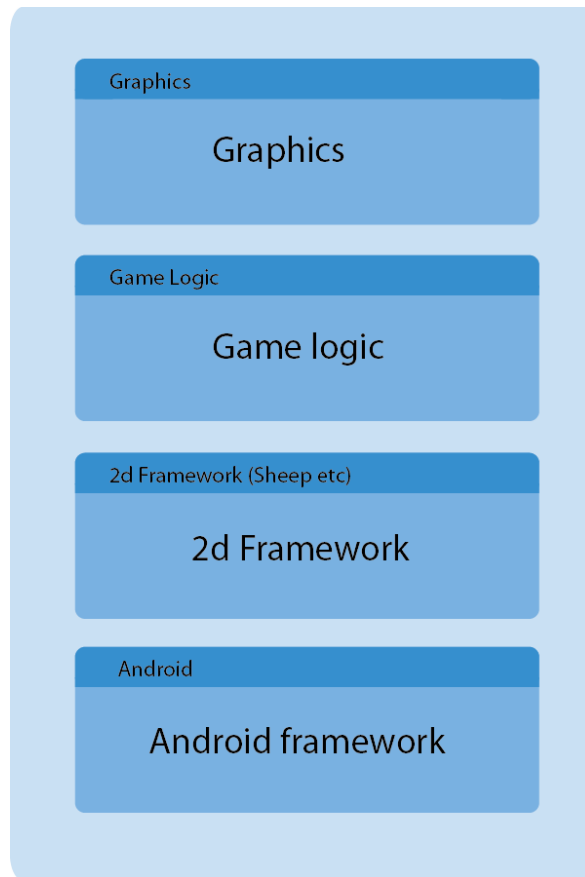 Graphics
Graphics
Game Logic
Game logic
2d Framework (Sheep etc)
2d Framework
Android
Android framework